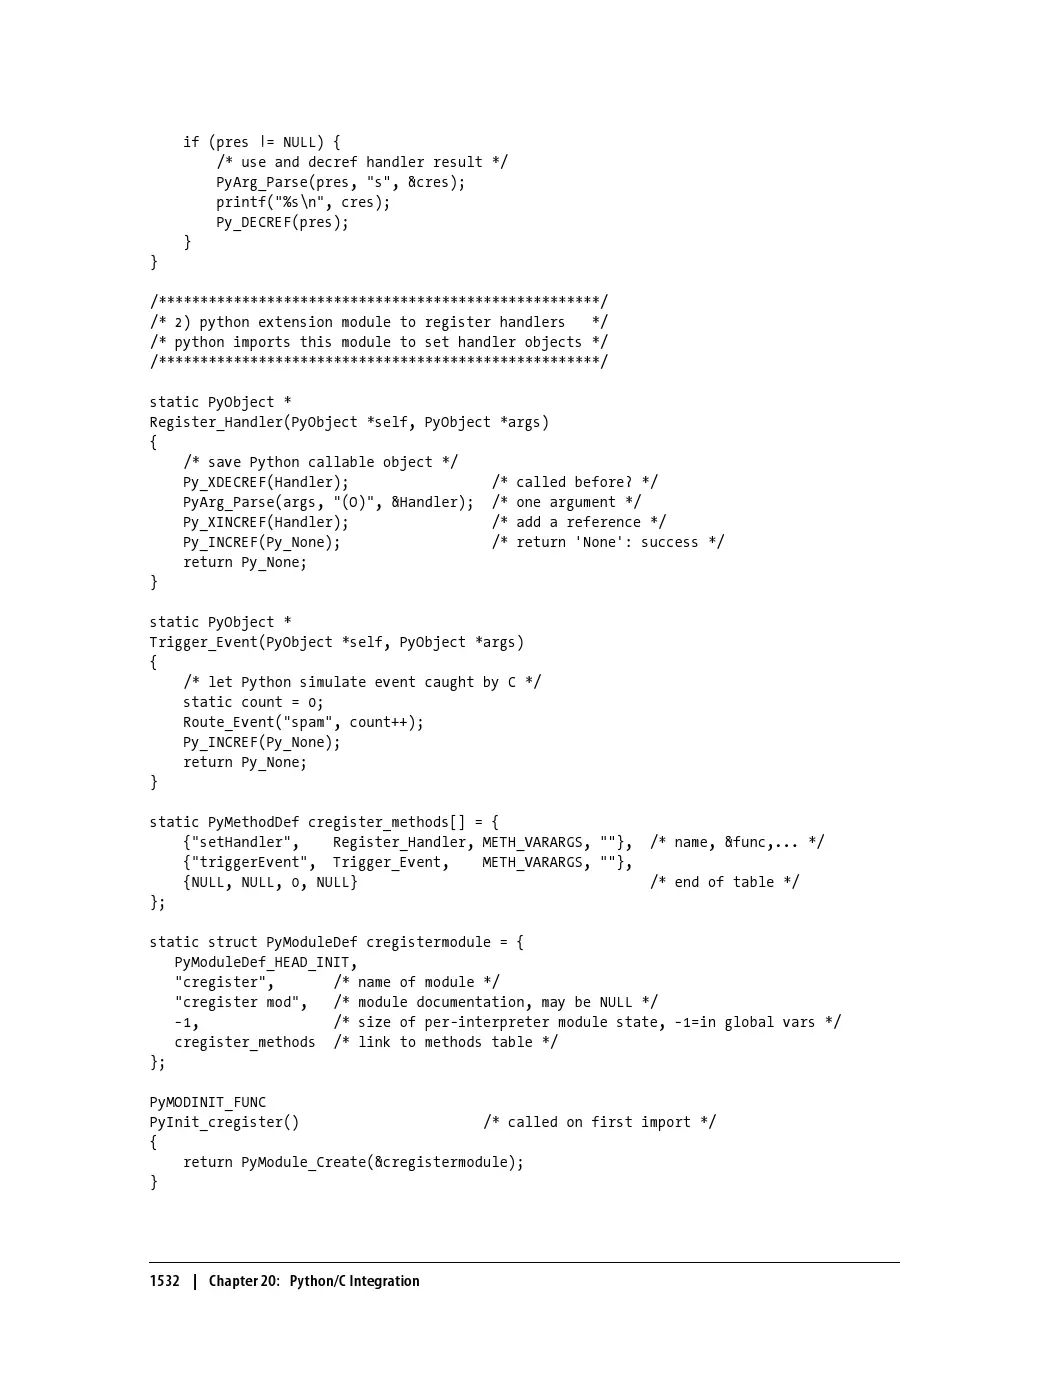 if (pres != NULL) {
        /* use and decref handler result */
        PyArg_Parse(pres, "s", &cres);
        printf("%s\n", cres);
        Py_DECREF(pres);
    }
}

/*****************************************************/
/* 2) python extension module to register handlers   */
/* python imports this module to set handler objects */
/*****************************************************/

static PyObject *
Register_Handler(PyObject *self, PyObject *args)
{
    /* save Python callable object */
    Py_XDECREF(Handler);                 /* called before? */
    PyArg_Parse(args, "(O)", &Handler);  /* one argument */
    Py_XINCREF(Handler);                 /* add a reference */
    Py_INCREF(Py_None);                  /* return 'None': success */
    return Py_None;
}

static PyObject *
Trigger_Event(PyObject *self, PyObject *args)
{
    /* let Python simulate event caught by C */
    static count = 0;
    Route_Event("spam", count++);
    Py_INCREF(Py_None);
    return Py_None;
}

static PyMethodDef cregister_methods[] = {
    {"setHandler",    Register_Handler, METH_VARARGS, ""},  /* name, &func,... */
    {"triggerEvent",  Trigger_Event,    METH_VARARGS, ""},
    {NULL, NULL, 0, NULL}                                   /* end of table */
};

static struct PyModuleDef cregistermodule = {
   PyModuleDef_HEAD_INIT,
   "cregister",       /* name of module */
   "cregister mod",   /* module documentation, may be NULL */
   -1,                /* size of per-interpreter module state, -1=in global vars */
   cregister_methods  /* link to methods table */
};

PyMODINIT_FUNC
PyInit_cregister()                      /* called on first import */
{
    return PyModule_Create(&cregistermodule);
}

1532 | Chapter 20: Python/C Integration